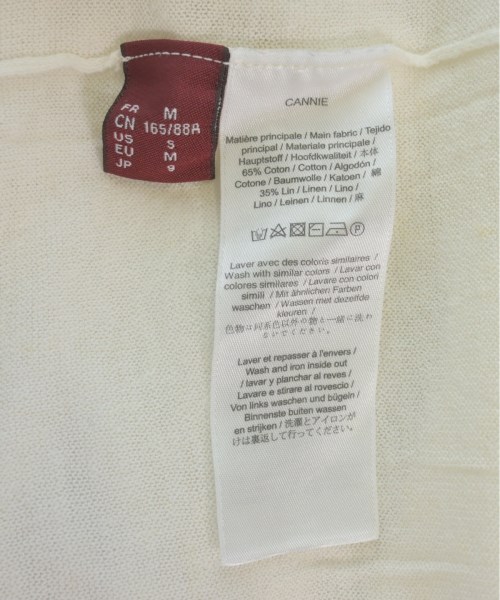 FR M
CN 165/88A
US S
EU M
JP 9
CANNIE
Matière principale / Main fabric / Tejido
principal / Materiale principale /
Hauptstoff / Hoofdkwaliteit / 本体
65% Coton / Cotton / Algodón /
Cotone / Baumwolle / Katoen / 綿
35% Lin / Linen / Lino /
Lino / Leinen / Linnen / 麻
Laver avec des coloris similaires /
Wash with similar colors / Lavar con
colores similares / Lavare con colori
simili / Mit ähnlichen Farben
waschen / Wassen met dezelfde
kleuren /
色物は同系色以外の物と一緒に洗わ
ないでください。
Laver et repasser à l'envers /
Wash and iron inside out
/ lavar y planchar al reves /
Lavare e stirare al rovescio /
Von links waschen und bügeln /
Binnenste buiten wassen
en strijken / 洗濯とアイロンが
けは裏返して行ってください。